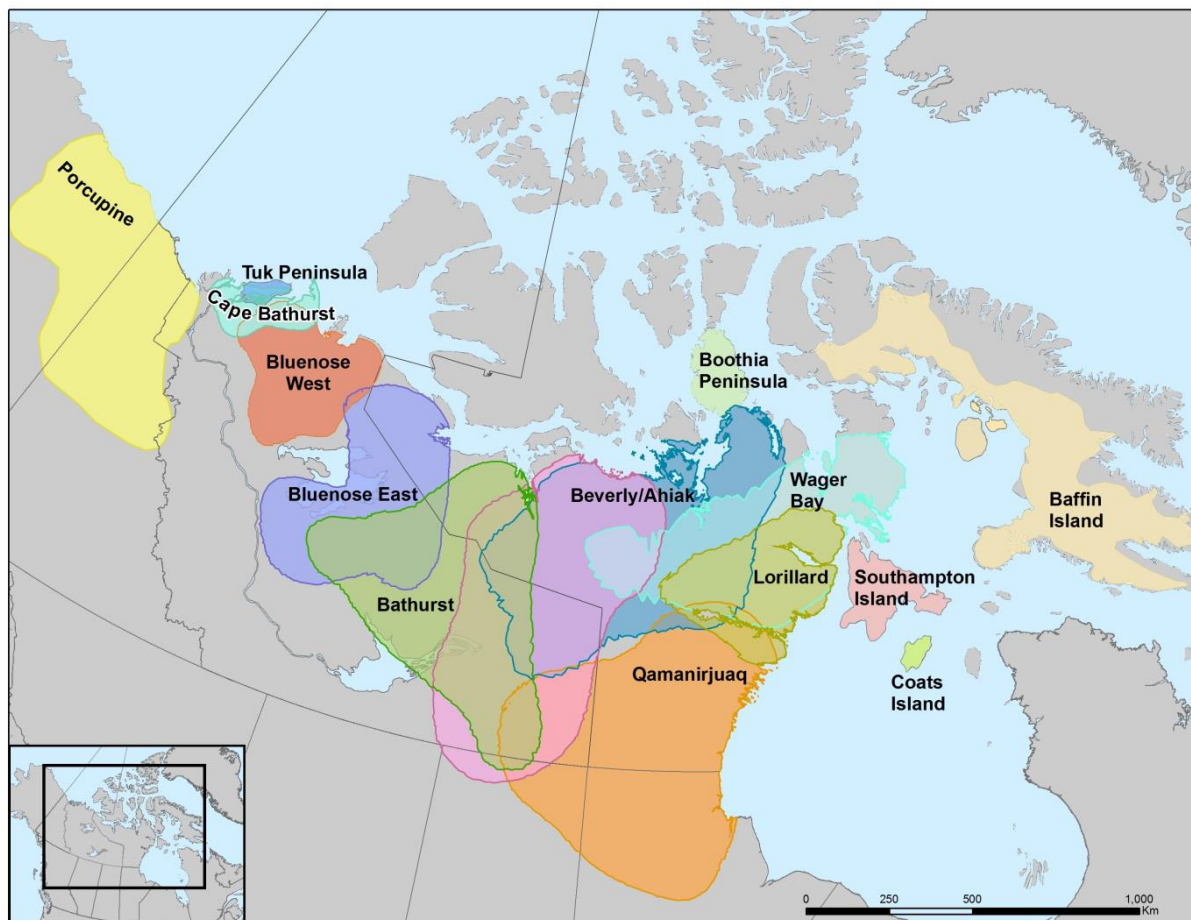 Porcupine
Tuk Peninsula
Cape Bathurst
Bluenose
West
Boothia
Peninsula
Bluenose East
Beverly/Ahiak
Wager
Bay
Baffin
Island
Bathurst
Lorillard
Southampton
Island
Qamanirjuaq
Coats
Island
0 250 500 1,000
Km